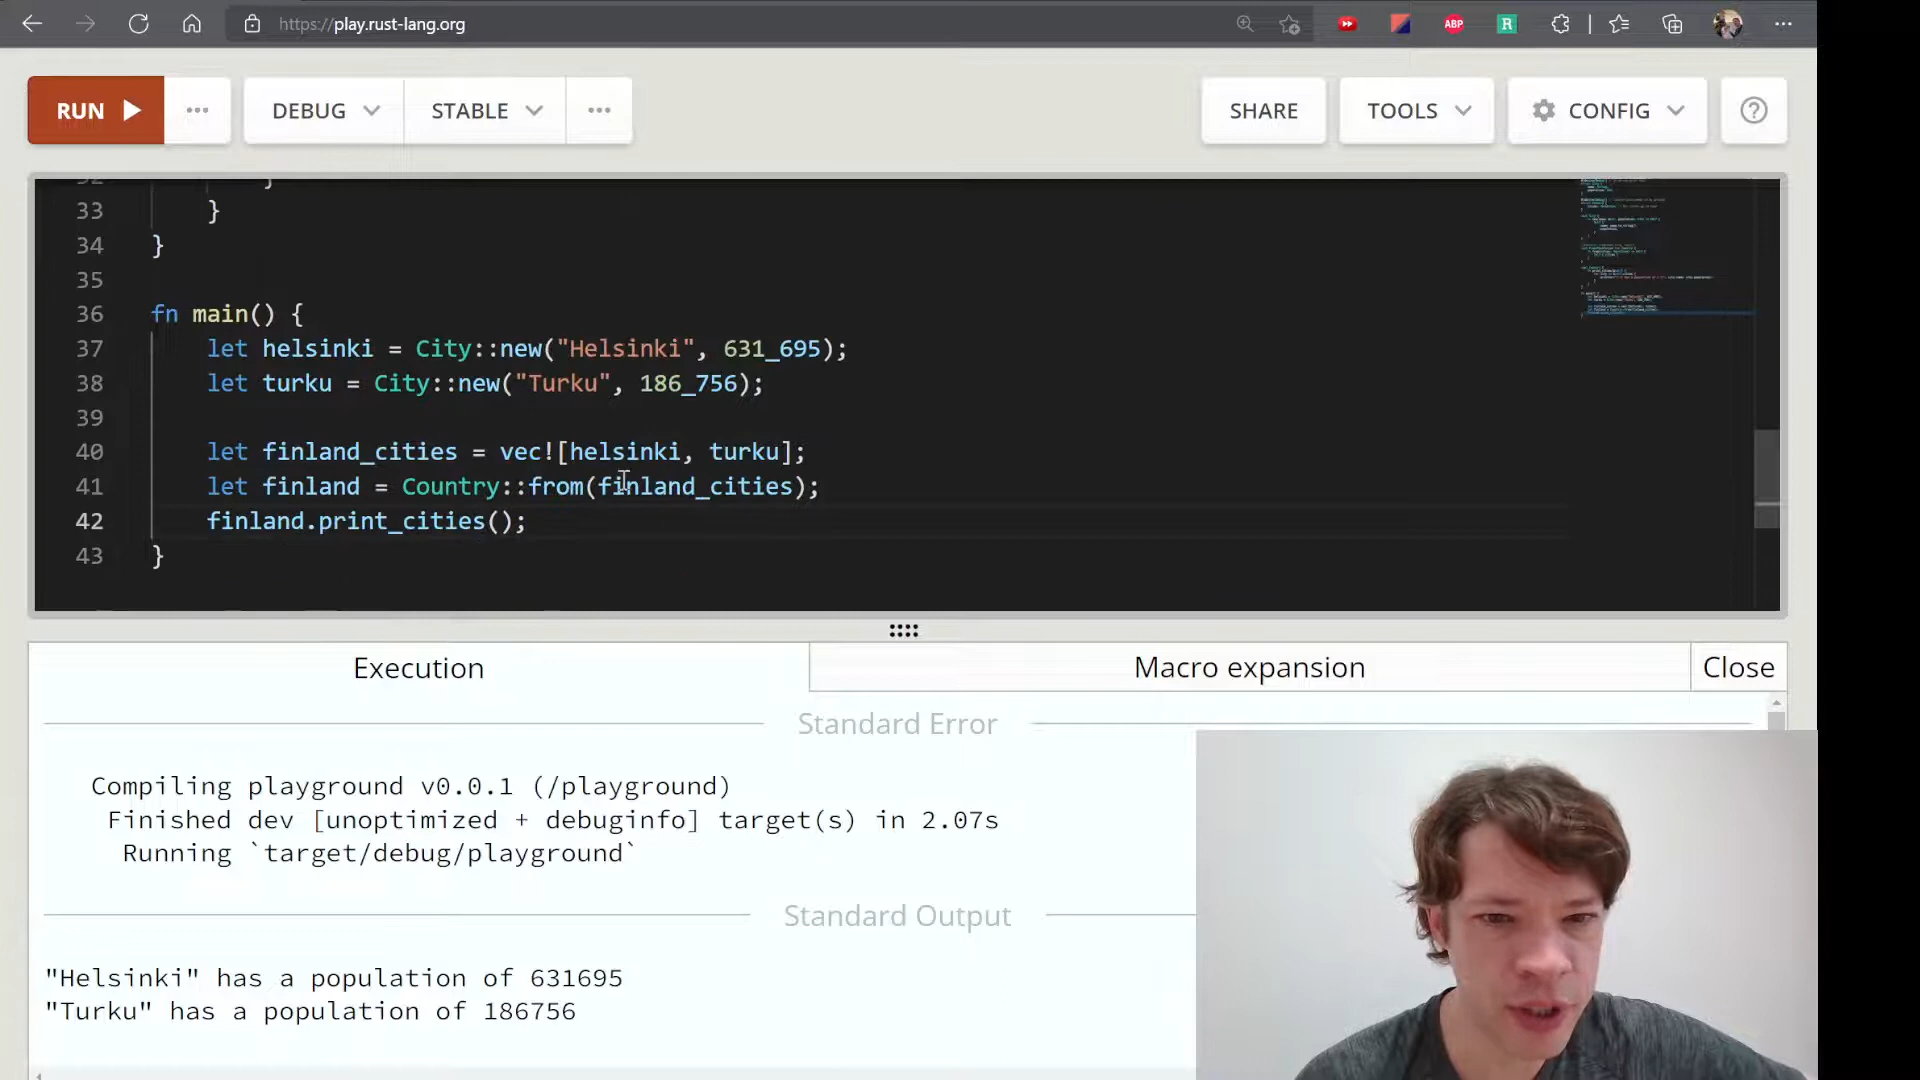 https://play.rust-lang.org
ABP
R
RUN
DEBUG
STABLE
SHARE
TOOLS
CONFIG
33 }
34 }
35
36 fn main() {
37 let helsinki = City::new("Helsinki", 631_695);
38 let turku = City::new("Turku", 186_756);
39
40 let finland_cities = vec![helsinki, turku];
41 let finland = Country::from(finland_cities);
42 finland.print_cities();
43 }
Execution
Macro expansion
Close
Standard Error
Compiling playground v0.0.1 (/playground)
Finished dev [unoptimized + debuginfo] target(s) in 2.07s
Running `target/debug/playground`
Standard Output
"Helsinki" has a population of 631695
"Turku" has a population of 186756